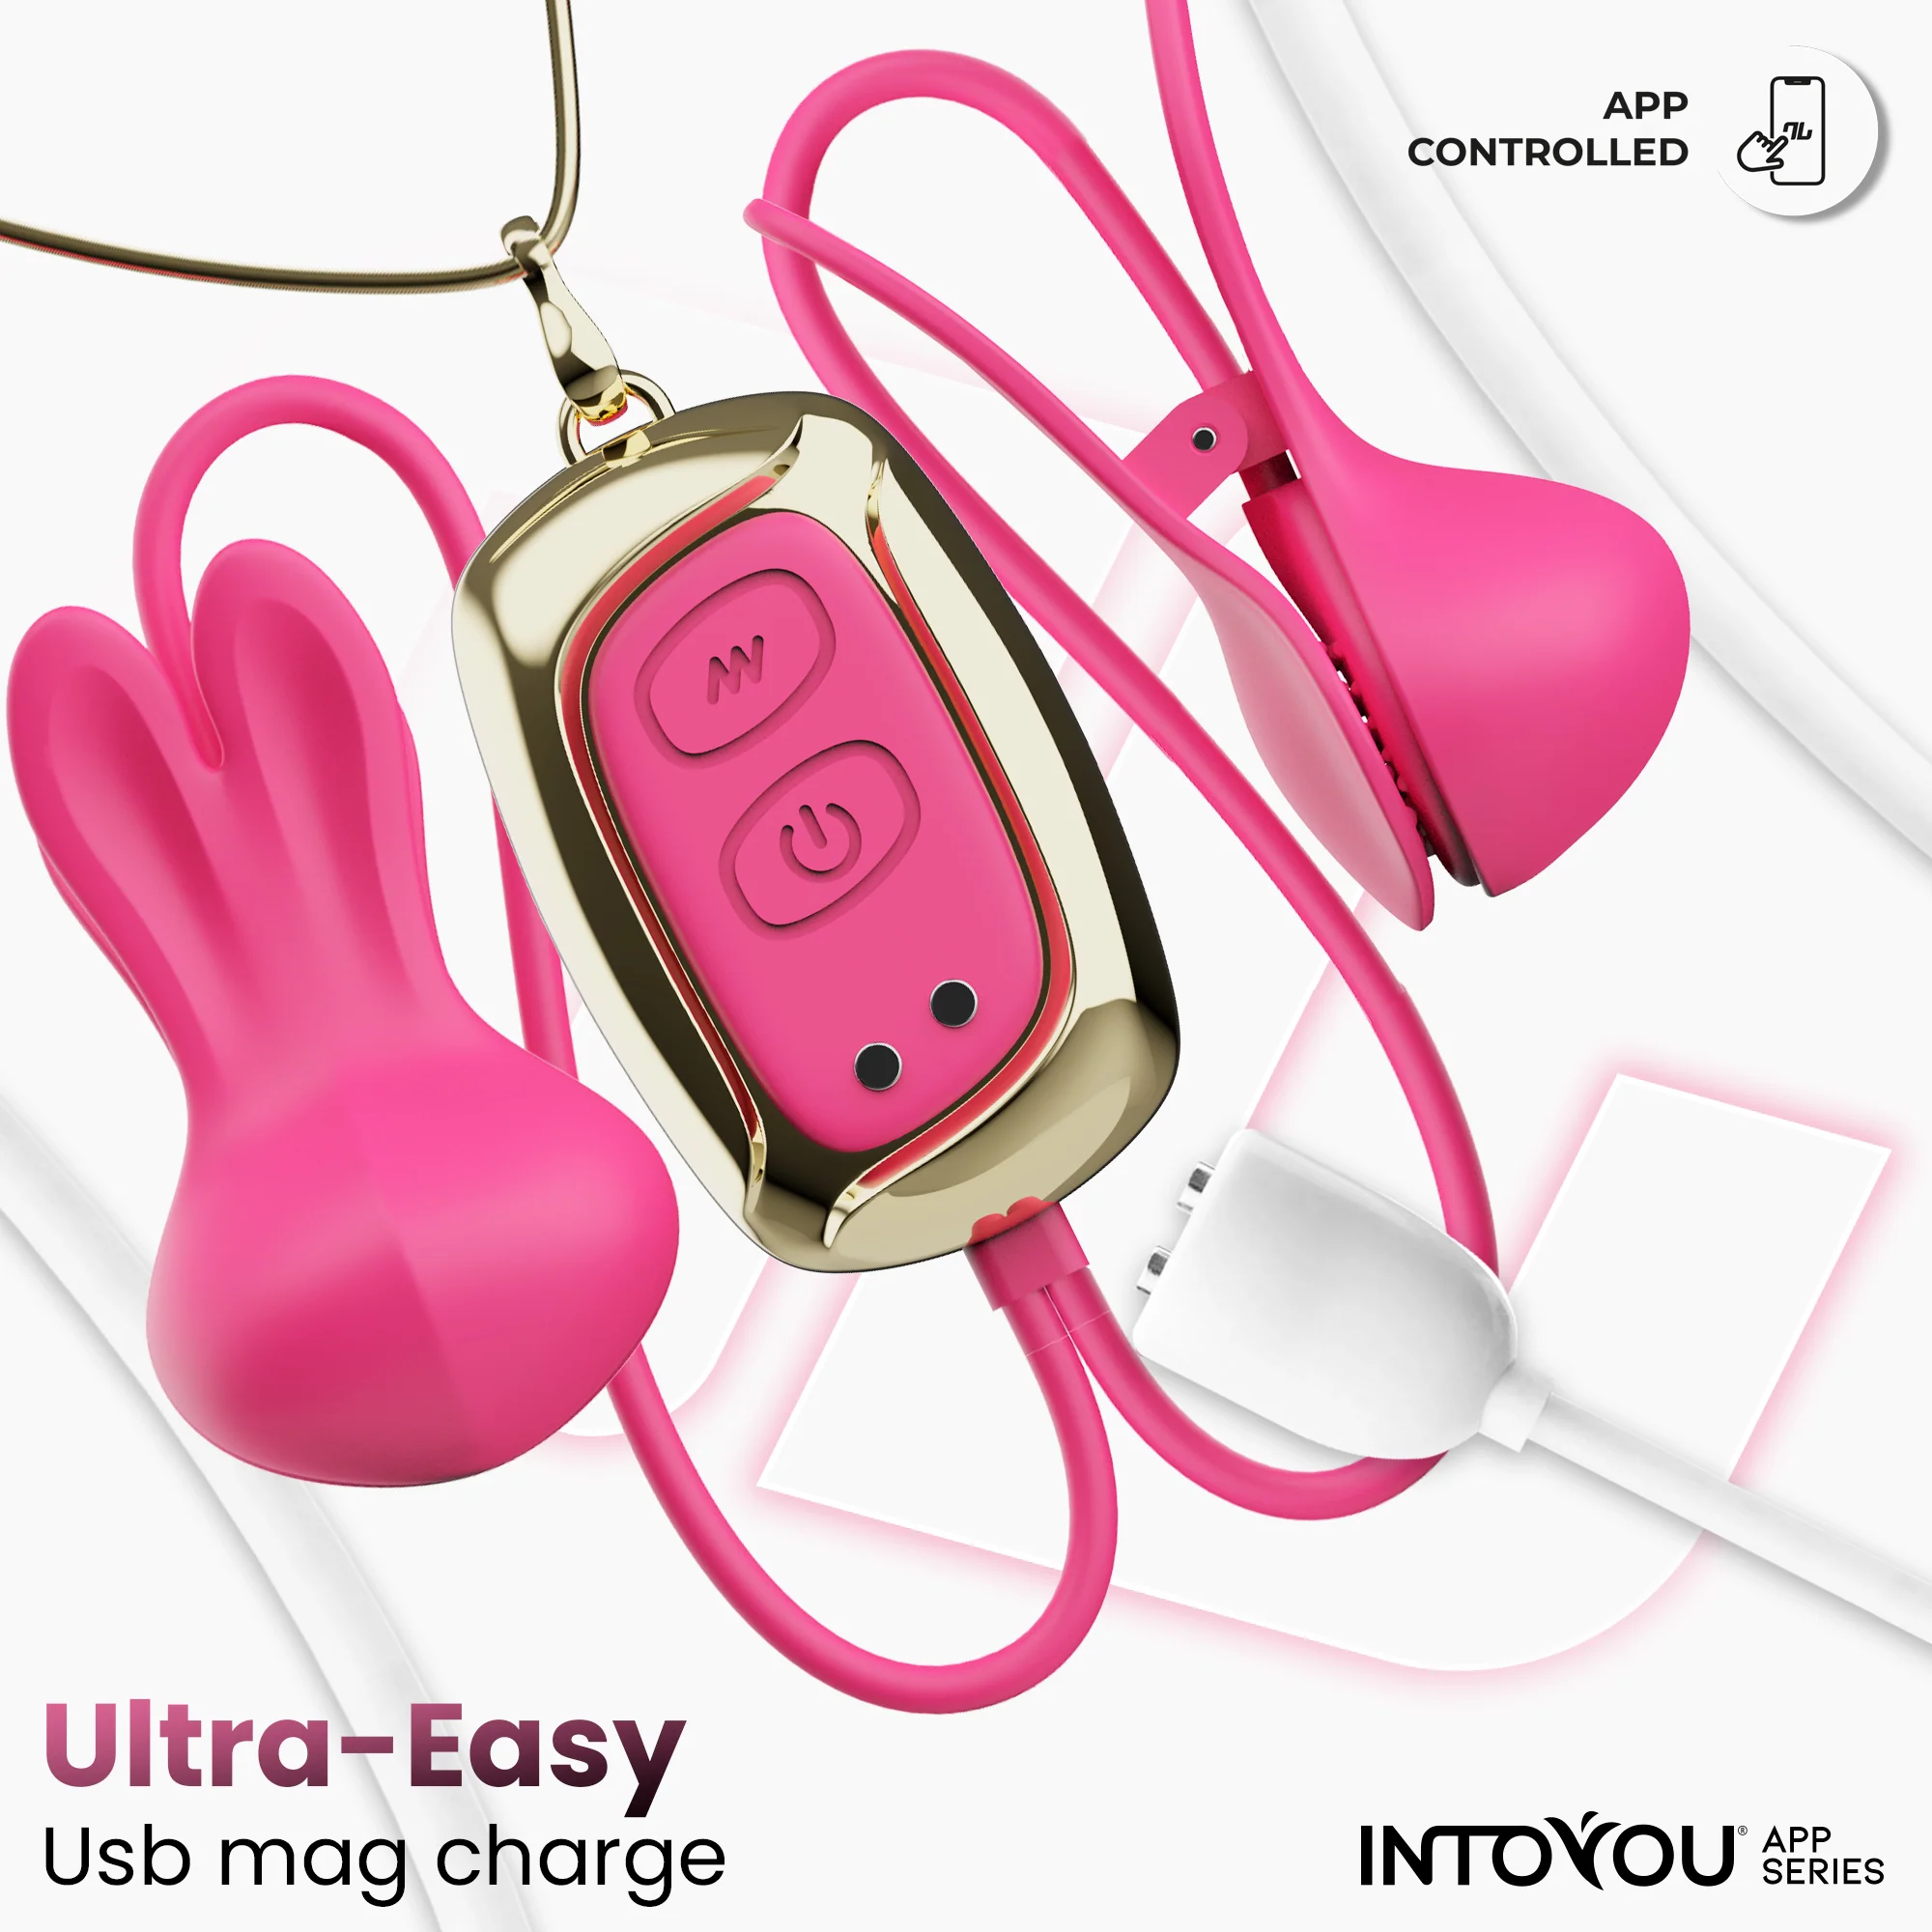 APP
CONTROLLED
Ultra-Easy
Usb mag charge
INTOYOU® APP
SERIES